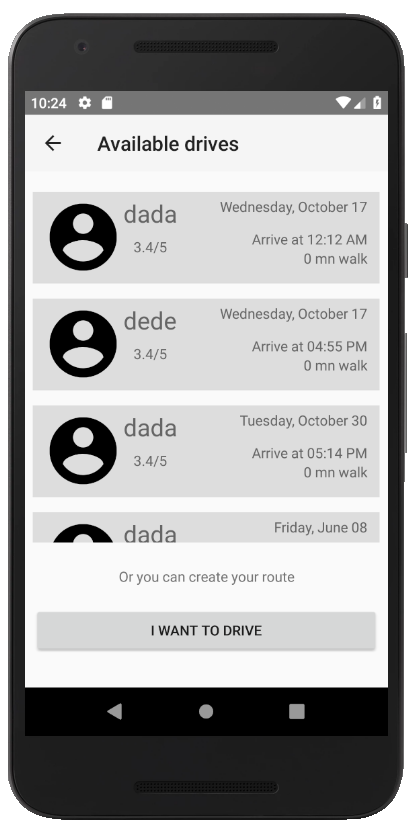 10:24
Available drives
dada
Wednesday, October 17
3.4/5
Arrive at 12:12 AM
0 mn walk
dede
Wednesday, October 17
3.4/5
Arrive at 04:55 PM
0 mn walk
dada
Tuesday, October 30
3.4/5
Arrive at 05:14 PM
0 mn walk
dada
Friday, June 08
Or you can create your route
I WANT TO DRIVE